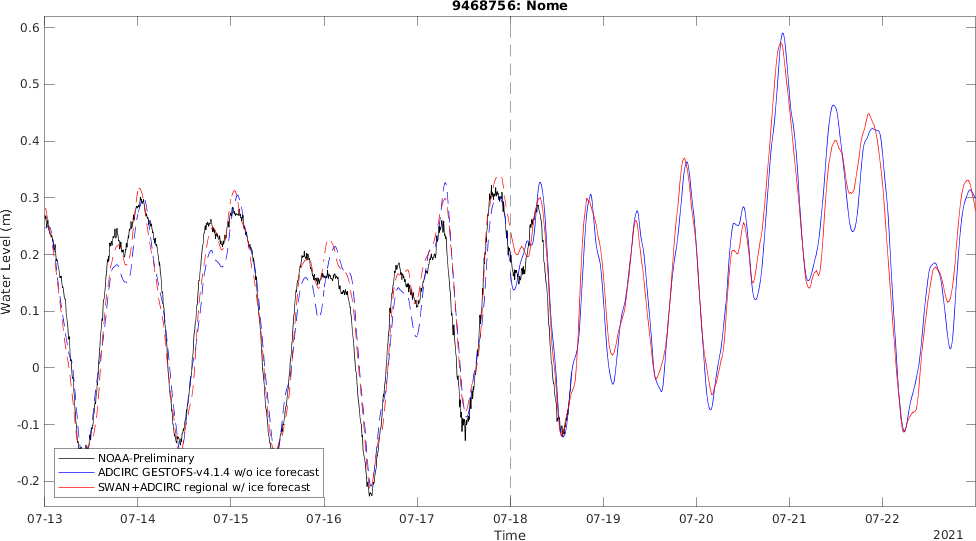 9468756: Nome
0.6
0.5
0.4
0.3
0.2
0.1
0
-0.1
-0.2
Water Level (m)
NOAA-Preliminary
ADCIRC GESTOFS-v4.1.4 w/o ice forecast
SWAN+ADCIRC regional w/ ice forecast
07-13 07-14 07-15 07-16 07-17 07-18 07-19 07-20 07-21 07-22
Time
2021